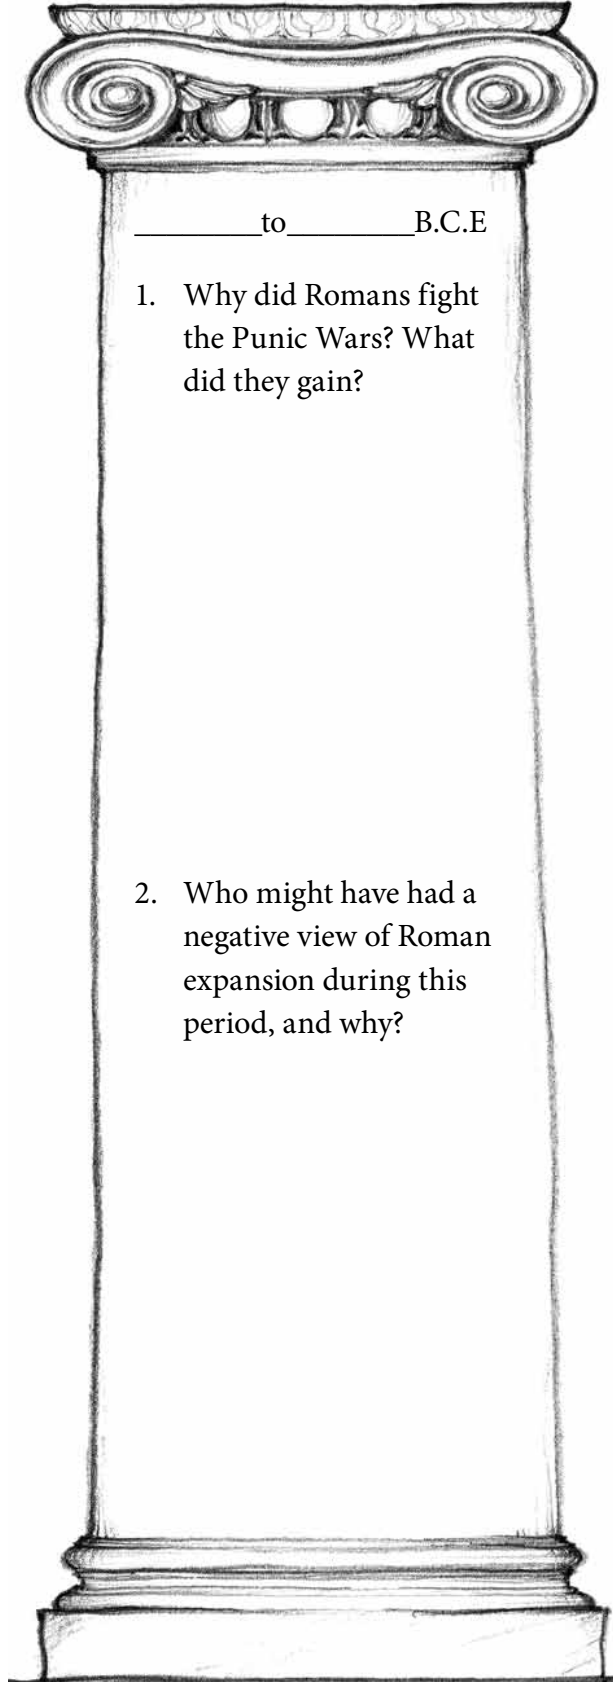 ________to________B.C.E
1. Why did Romans fight
the Punic Wars? What
did they gain?
2. Who might have had a
negative view of Roman
expansion during this
period, and why?